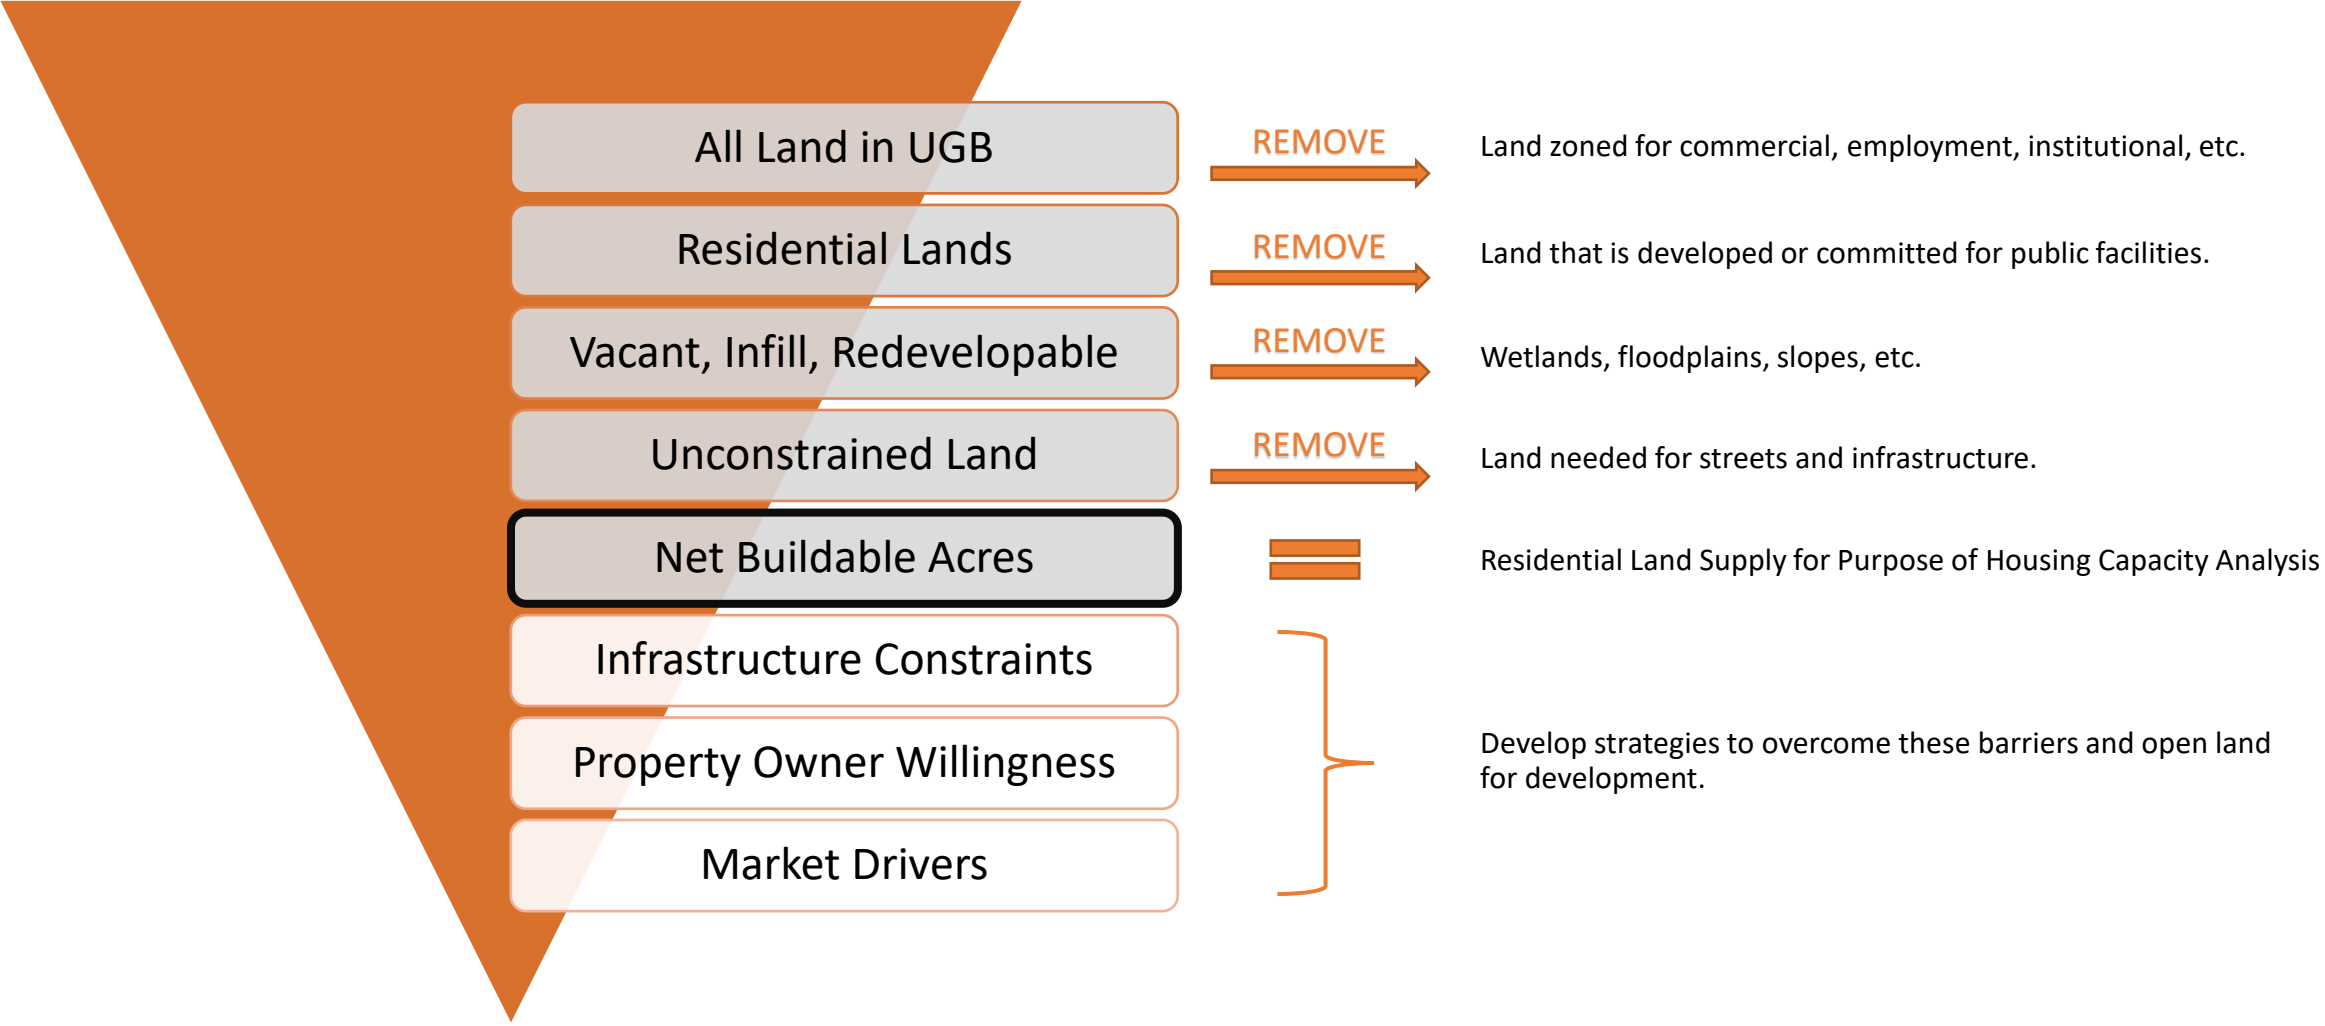 All Land in UGB
REMOVE
Land zoned for commercial, employment, institutional, etc.
Residential Lands
REMOVE
Land that is developed or committed for public facilities.
Vacant, Infill, Redevelopable
REMOVE
Wetlands, floodplains, slopes, etc.
Unconstrained Land
REMOVE
Land needed for streets and infrastructure.
Net Buildable Acres
Residential Land Supply for Purpose of Housing Capacity Analysis
Infrastructure Constraints
Property Owner Willingness
Market Drivers
Develop strategies to overcome these barriers and open land
for development.